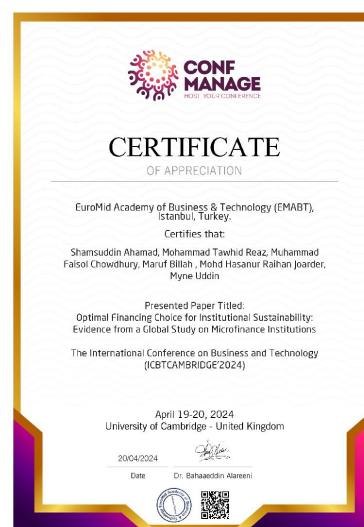 CONF
MANAGE
HOST YOUR CONFERENCE
CERTIFICATE
OF APPRECIATION
EuroMid Academy of Business & Technology (EMABT),
Istanbul, Turkey.
Certifies that:
Shamsuddin Ahamad, Mohammad Tawhid Reaz, Muhammad
Faisol Chowdhury, Maruf Billah , Mohd Hasanur Raihan Joarder,
Myne Uddin
Presented Paper Titled:
Optimal Financing Choice for Institutional Sustainability:
Evidence from a Global Study on Microfinance Institutions
The International Conference on Business and Technology
(ICBTCAMBRIDGE'2024)
April 19-20, 2024
University of Cambridge - United Kingdom
20/04/2024
Date
Dr. Bahaaeddin Alareeni